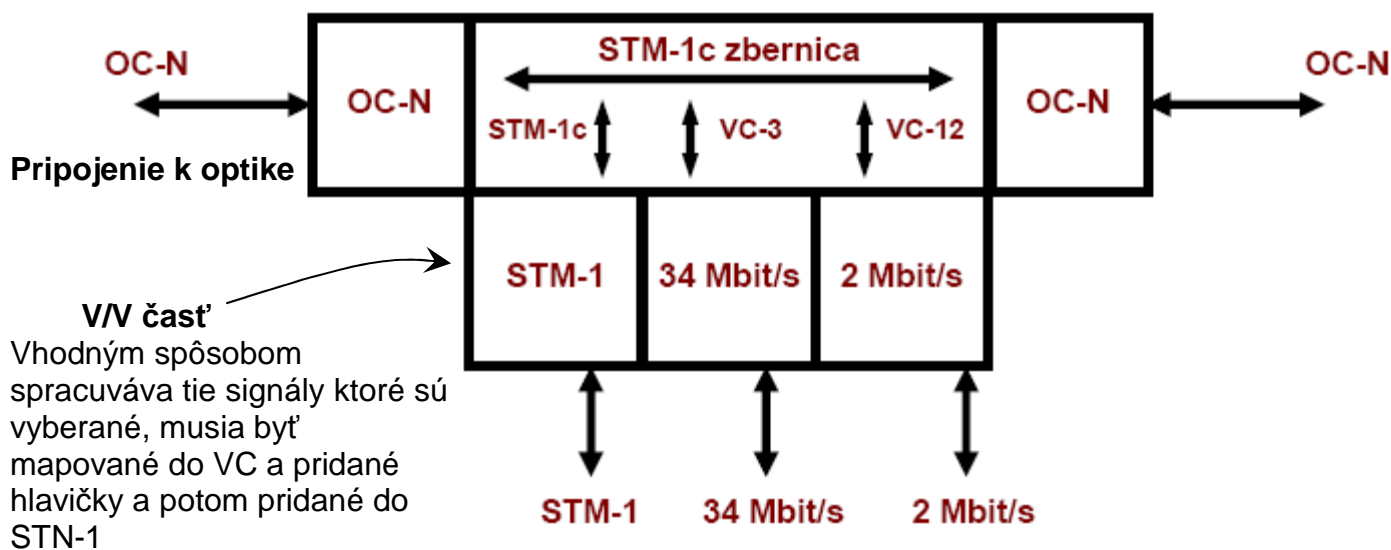 STM-1c zbernica
OC-N
OC-N
OC-N
OC-N
STM-1c
VC-3
VC-12
Pripojenie k optike
STM-1
34 Mbit/s
2 Mbit/s
V/V časť
Vhodným spôsobom
spracuváva tie signály ktoré sú
vyberané, musia byť
mapované do VC a pridané
hlavičky a potom pridané do
STN-1
STM-1
34 Mbit/s
2 Mbit/s